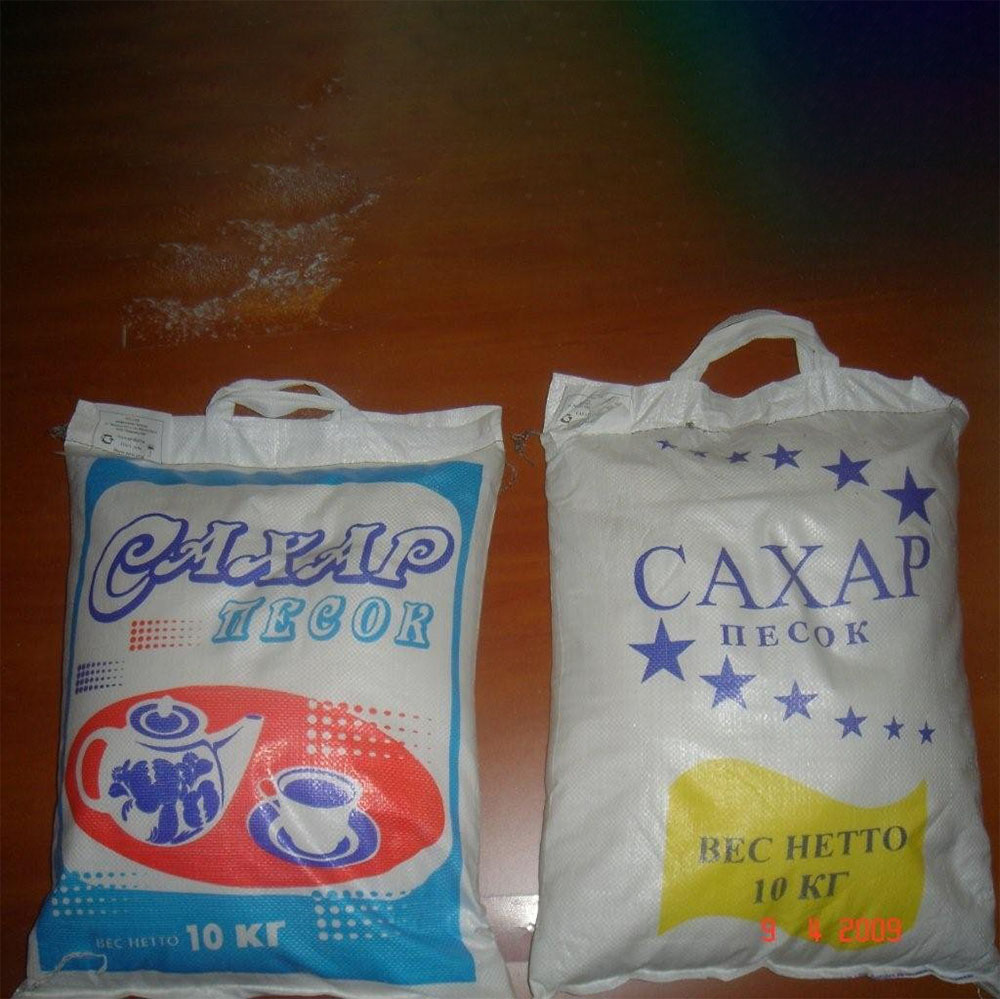 САХАР
ПЕСОК
ВЕС НЕТТО 10 КГ
САХАР
ПЕСОК
ВЕС НЕТТО
10 КГ
9 4 2009